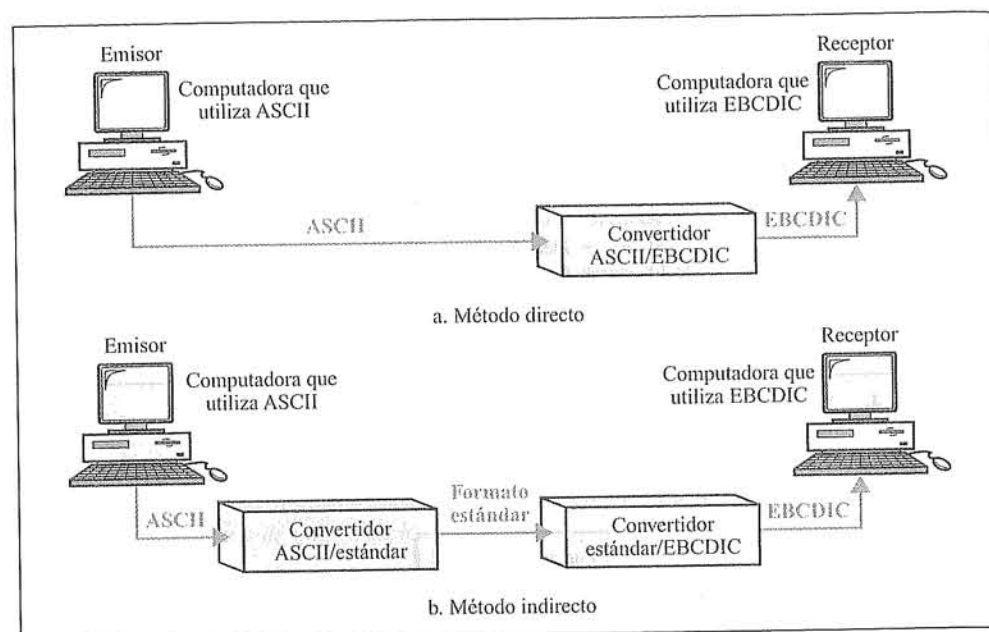 Emisor
Receptor
Computadora que
utiliza ASCII
Computadora que
utiliza EBCDIC
ASCII
Convertidor
ASCII/EBCDIC
EBCDIC
a. Método directo
Emisor
Receptor
Computadora que
utiliza ASCII
Computadora que
utiliza EBCDIC
ASCII
Convertidor
ASCII/estándar
Formato
estándar
Convertidor
estándar/EBCDIC
EBCDIC
b. Método indirecto